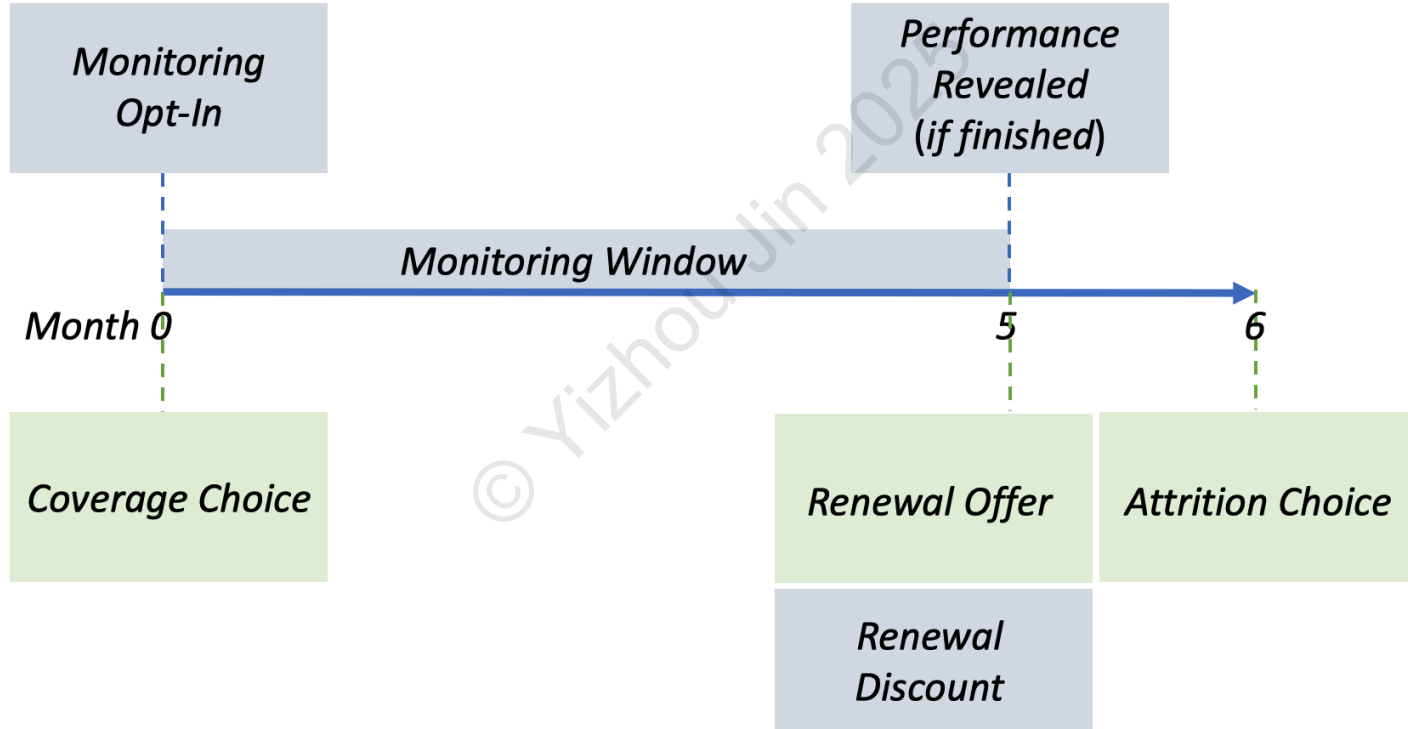 Monitoring
Opt-In
Performance
Revealed
(if finished)
Monitoring Window
Month 0
5
6
Coverage Choice
Renewal Offer
Attrition Choice
Renewal
Discount
© Yizhou Jin 2025